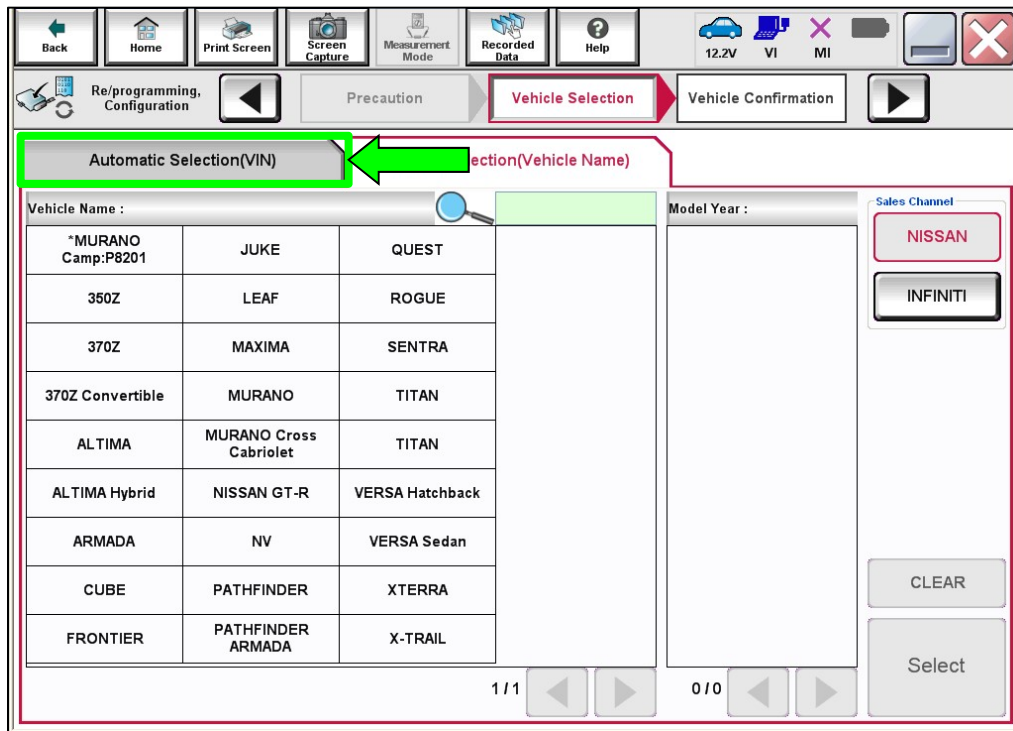 Back
Home
Print Screen
Screen
Capture
Measurement
Mode
Recorded
Data
Help
12.2V
VI
MI
Re/programming,
Configuration
Precaution
Vehicle Selection
Vehicle Confirmation
Automatic Selection(VIN)
ection(Vehicle Name)
Vehicle Name :
Model Year :
Sales Channel
*MURANO
Camp:P8201
JUKE
QUEST
NISSAN
350Z
LEAF
ROGUE
INFINITI
370Z
MAXIMA
SENTRA
370Z Convertible
MURANO
TITAN
ALTIMA
MURANO Cross
Cabriolet
TITAN
ALTIMA Hybrid
NISSAN GT-R
VERSA Hatchback
ARMADA
NV
VERSA Sedan
CUBE
PATHFINDER
XTERRA
CLEAR
FRONTIER
PATHFINDER
ARMADA
X-TRAIL
Select
1/1
0/0